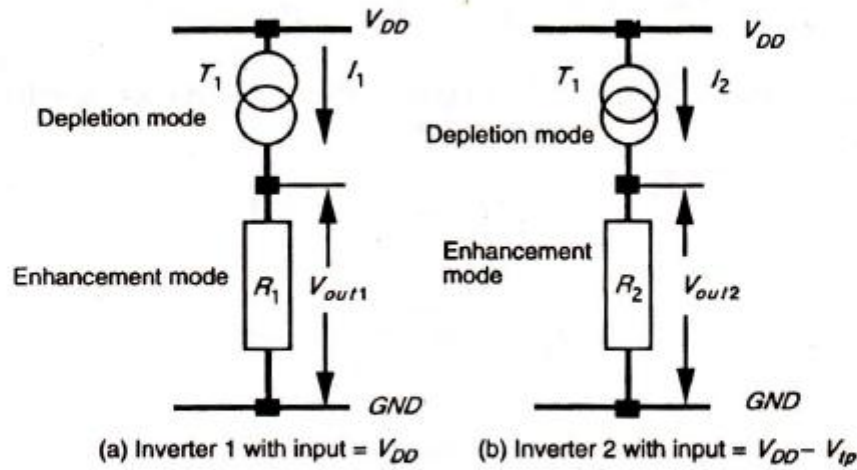 V_DD
T_1
I_1
Depletion mode
Enhancement mode
R_1
V_out1
GND
(a) Inverter 1 with input = V_DD
V_DD
T_1
I_2
Depletion mode
Enhancement
mode
R_2
V_out2
GND
(b) Inverter 2 with input = V_DD – V_tp